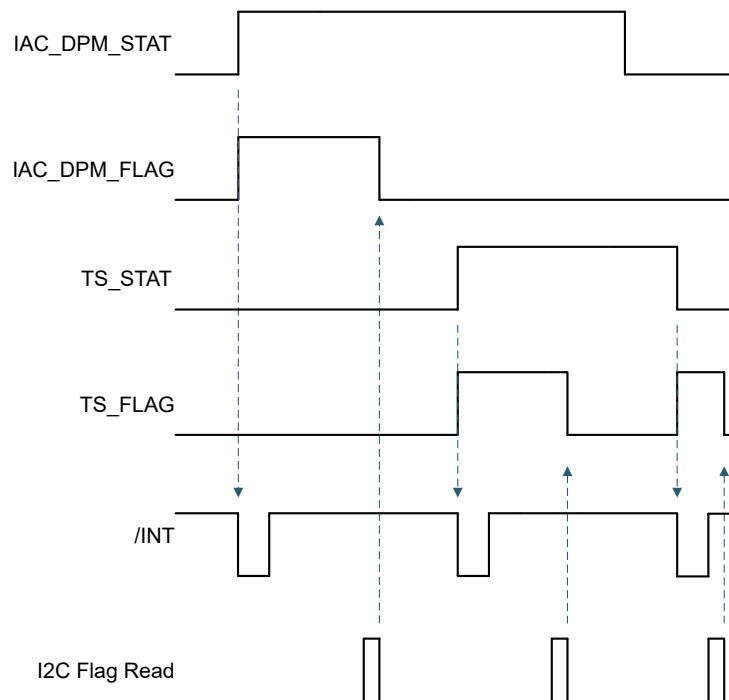 IAC_DPM_STAT
IAC_DPM_FLAG
TS_STAT
TS_FLAG
/INT
I2C Flag Read